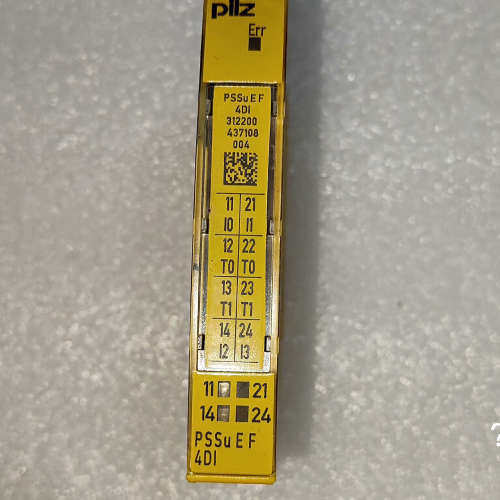 pilz
Err
PSSu E F
4DI
312200
437108
004
11 21
I0 I1
12 22
T0 T0
13 23
T1 T1
14 24
I2 I3
11 21
14 24
PSSu E F
4DI
?